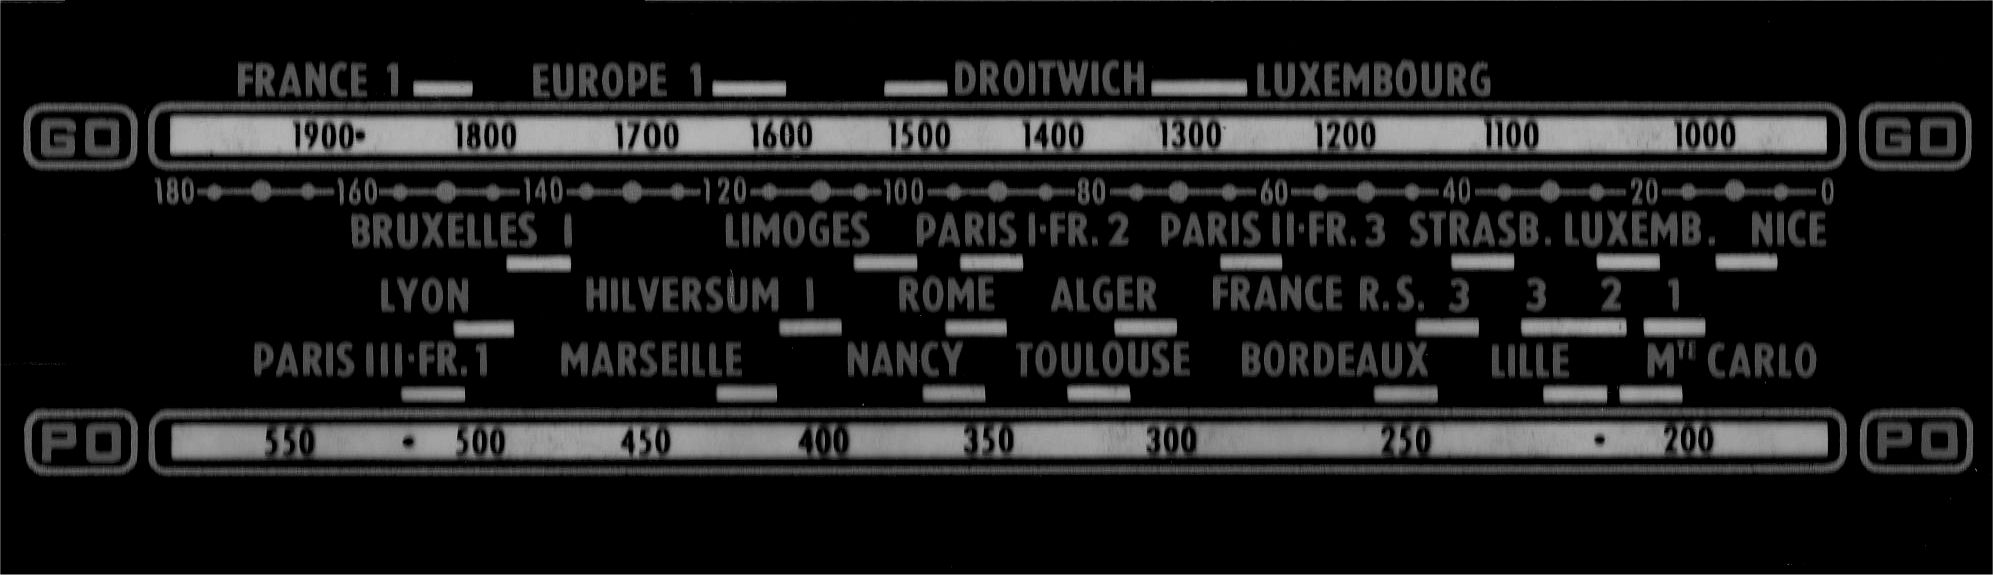 FRANCE 1 EUROPE 1 DROITWICH LUXEMBOURG
GO 1900 1800 1700 1600 1500 1400 1300 1200 1100 1000 GO
180 160 140 120 100 80 60 40 20 0
BRUXELLES I LIMOGES PARIS I·FR. 2 PARIS II·FR. 3 STRASB. LUXEMB. NICE
LYON HILVERSUM I ROME ALGER FRANCE R.S. 3 3 2 1
PARIS III·FR. 1 MARSEILLE NANCY TOULOUSE BORDEAUX LILLE MTE CARLO
PO 550 500 450 400 350 300 250 200 PO